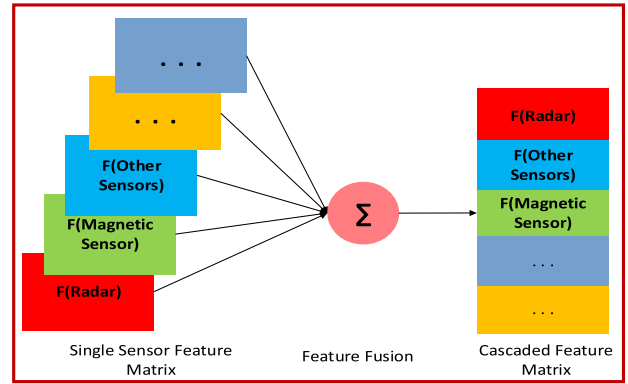 . . .
. . .
F(Other
Sensors)
F(Magnetic
Sensor)
F(Radar)
Σ
F(Radar)
F(Other
Sensors)
F(Magnetic
Sensor)
. . .
. . .
Single Sensor Feature
Matrix
Feature Fusion
Cascaded Feature
Matrix